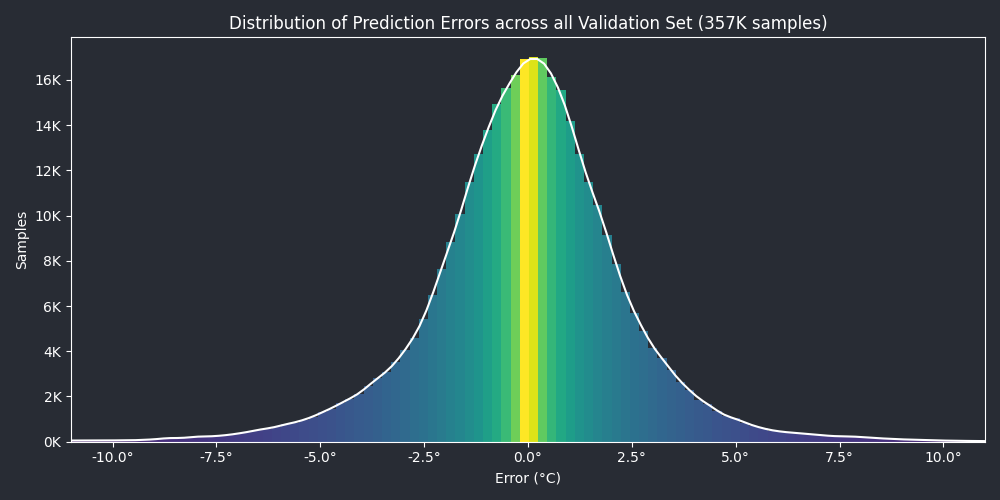 Distribution of Prediction Errors across all Validation Set (357K samples)
16K
14K
12K
10K
8K
6K
4K
2K
0K
Samples
-10.0° -7.5° -5.0° -2.5° 0.0° 2.5° 5.0° 7.5° 10.0°
Error (°C)